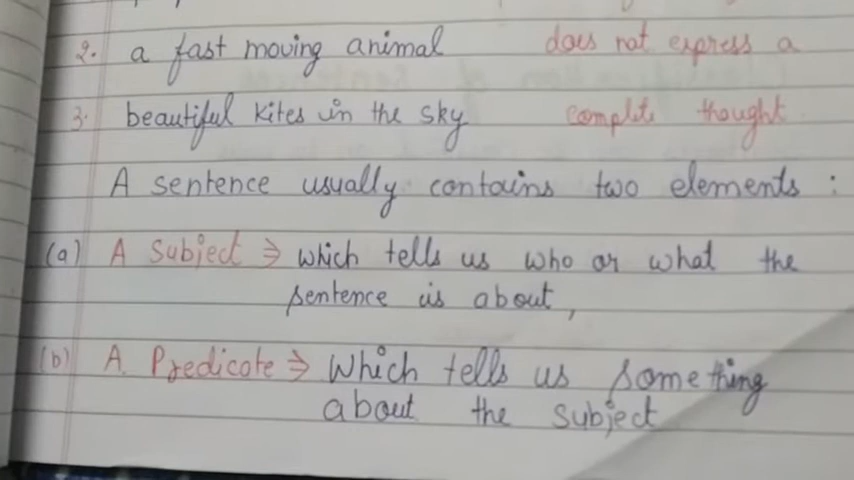 2. a fast moving animal does not express a
3. beautiful kites in the sky complete thought
A sentence usually contains two elements :
(a) A Subject ⇒ which tells us who or what the
sentence is about,
(b) A Predicate ⇒ which tells us something
about the subject